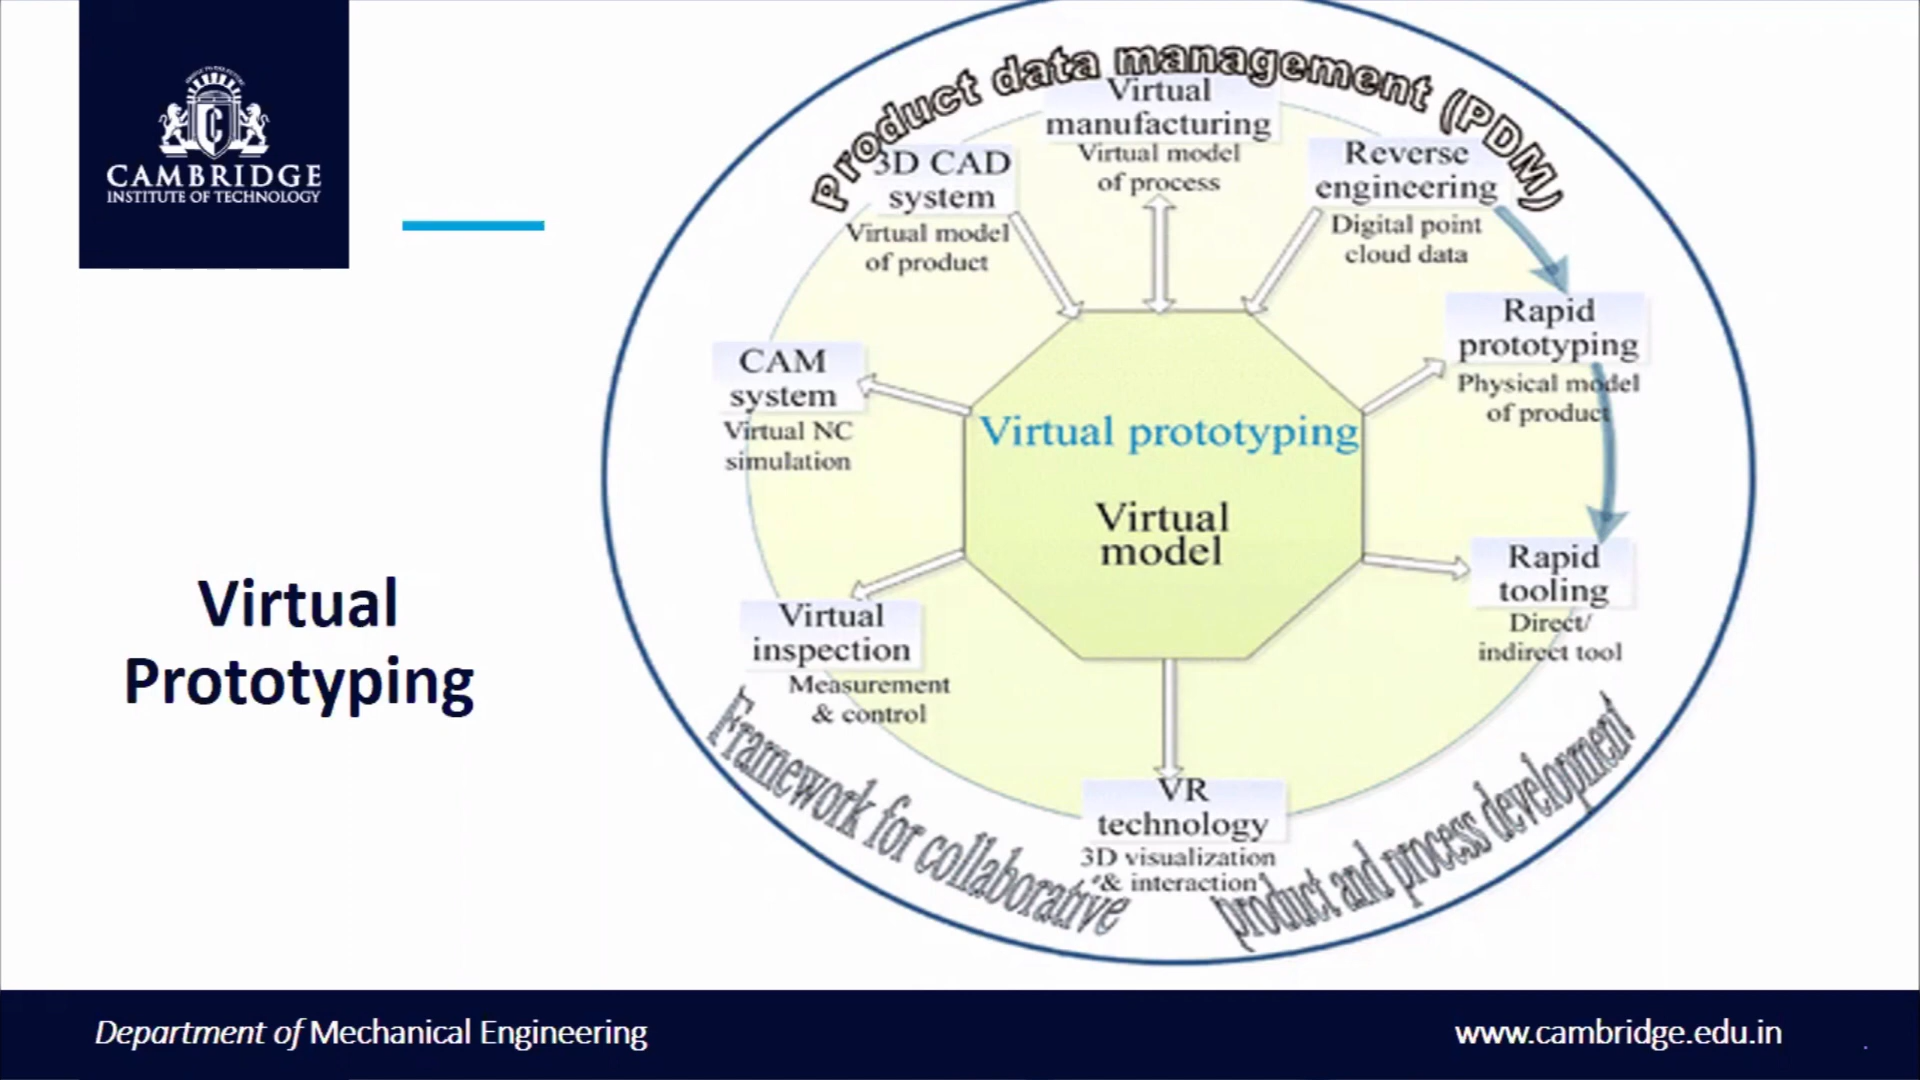 CAMBRIDGE
INSTITUTE OF TECHNOLOGY
Virtual
Prototyping
Product data management (PDM)
Virtual
manufacturing
Virtual model
of process
3D CAD
system
Virtual model
of product
Reverse
engineering
Digital point
cloud data
Rapid
prototyping
Physical model
of product
CAM
system
Virtual NC
simulation
Virtual prototyping
Virtual
model
Rapid
tooling
Direct/
indirect tool
Virtual
inspection
Measurement
& control
VR
technology
3D visualization
& interaction
Framework for collaborative
product and process development
Department of Mechanical Engineering
www.cambridge.edu.in